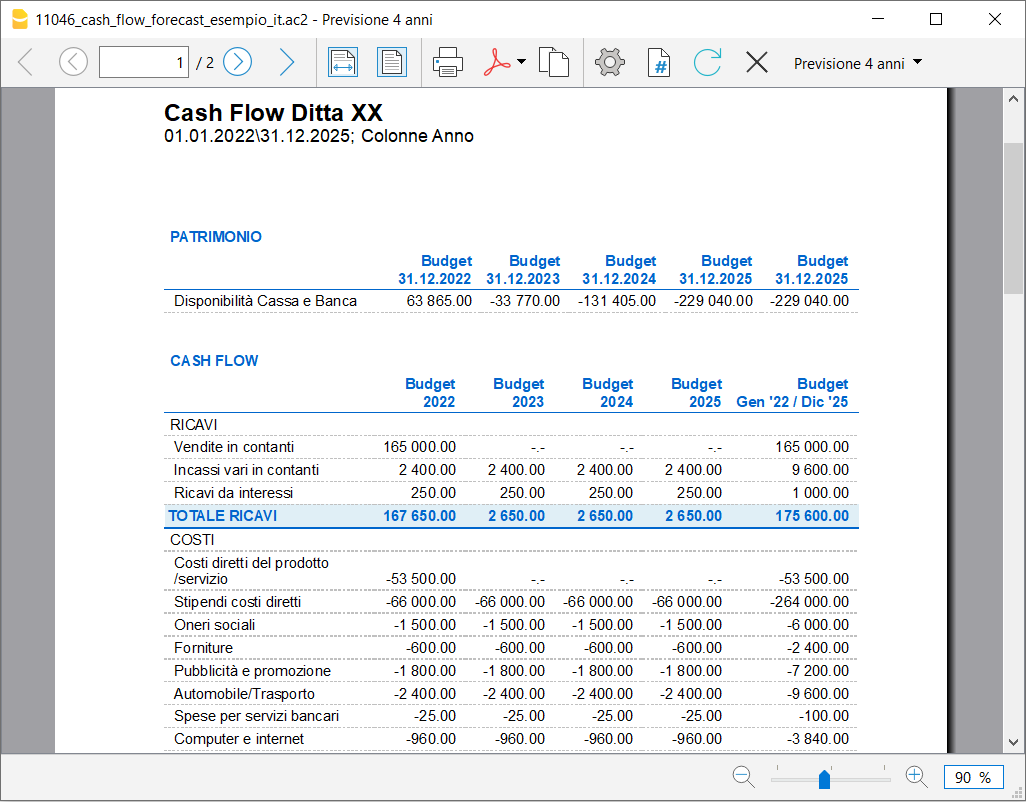 11046_cash_flow_forecast_esempio_it.ac2 - Previsione 4 anni
1 / 2 # Previsione 4 anni
Cash Flow Ditta XX
01.01.2022\31.12.2025; Colonne Anno
PATRIMONIO
Budget Budget Budget Budget Budget
31.12.2022 31.12.2023 31.12.2024 31.12.2025 31.12.2025
Disponibilità Cassa e Banca 63 865.00 -33 770.00 -131 405.00 -229 040.00 -229 040.00
CASH FLOW
Budget Budget Budget Budget Budget
2022 2023 2024 2025 Gen '22 / Dic '25
RICAVI
Vendite in contanti 165 000.00 -.- -.- -.- 165 000.00
Incassi vari in contanti 2 400.00 2 400.00 2 400.00 2 400.00 9 600.00
Ricavi da interessi 250.00 250.00 250.00 250.00 1 000.00
TOTALE RICAVI 167 650.00 2 650.00 2 650.00 2 650.00 175 600.00
COSTI
Costi diretti del prodotto
/servizio -53 500.00 -.- -.- -.- -53 500.00
Stipendi costi diretti -66 000.00 -66 000.00 -66 000.00 -66 000.00 -264 000.00
Oneri sociali -1 500.00 -1 500.00 -1 500.00 -1 500.00 -6 000.00
Forniture -600.00 -600.00 -600.00 -600.00 -2 400.00
Pubblicità e promozione -1 800.00 -1 800.00 -1 800.00 -1 800.00 -7 200.00
Automobile/Trasporto -2 400.00 -2 400.00 -2 400.00 -2 400.00 -9 600.00
Spese per servizi bancari -25.00 -25.00 -25.00 -25.00 -100.00
Computer e internet -960.00 -960.00 -960.00 -960.00 -3 840.00
90 %